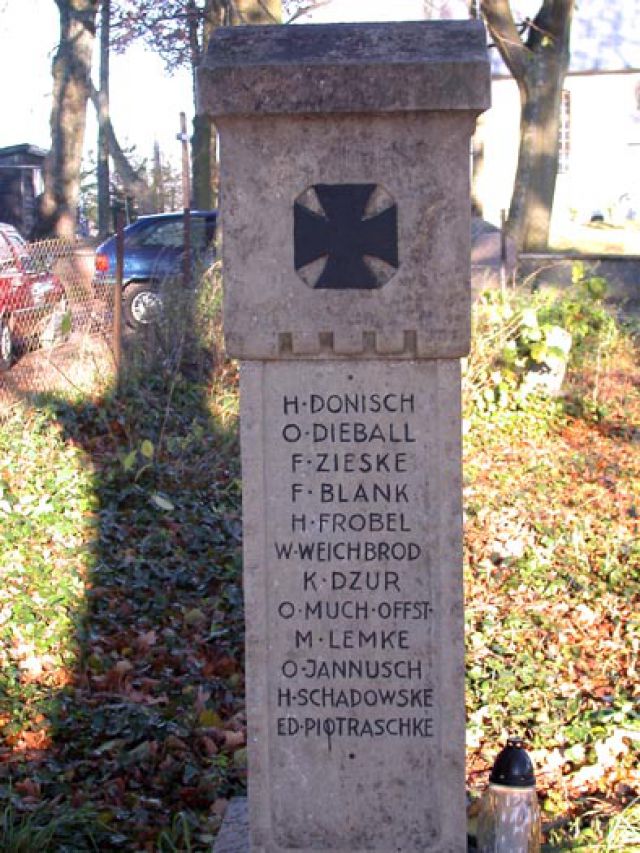 H·DONISCH
O·DIEBALL
F·ZIESKE
F·BLANK
H·FROBEL
W·WEICHBROD
K·DZUR
O·MUCH·OFFST·
M·LEMKE
O·JANNUSCH
H·SCHADOWSKE
ED·PIOTRASCHKE